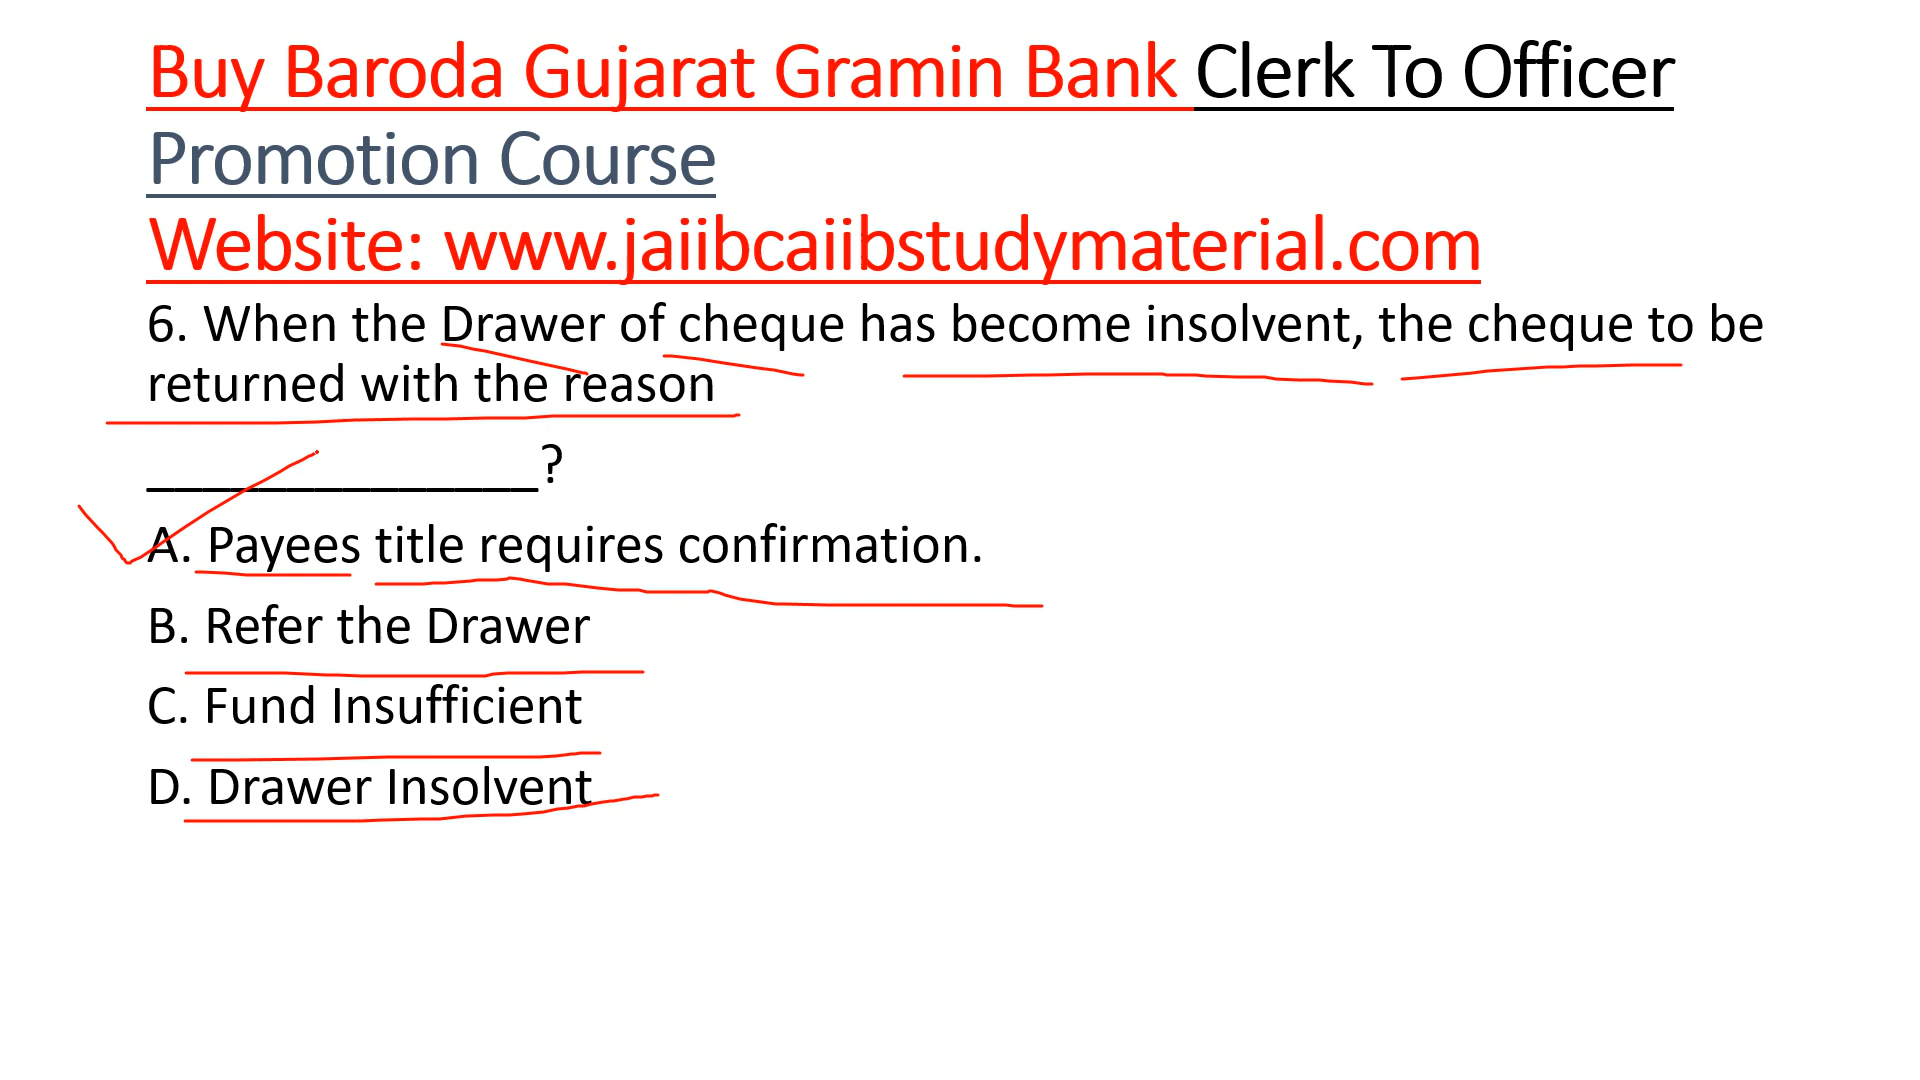 Buy Baroda Gujarat Gramin Bank Clerk To Officer
Promotion Course
Website: www.jaiibcaiibstudymaterial.com
6. When the Drawer of cheque has become insolvent, the cheque to be
returned with the reason
______________?
A. Payees title requires confirmation.
B. Refer the Drawer
C. Fund Insufficient
D. Drawer Insolvent